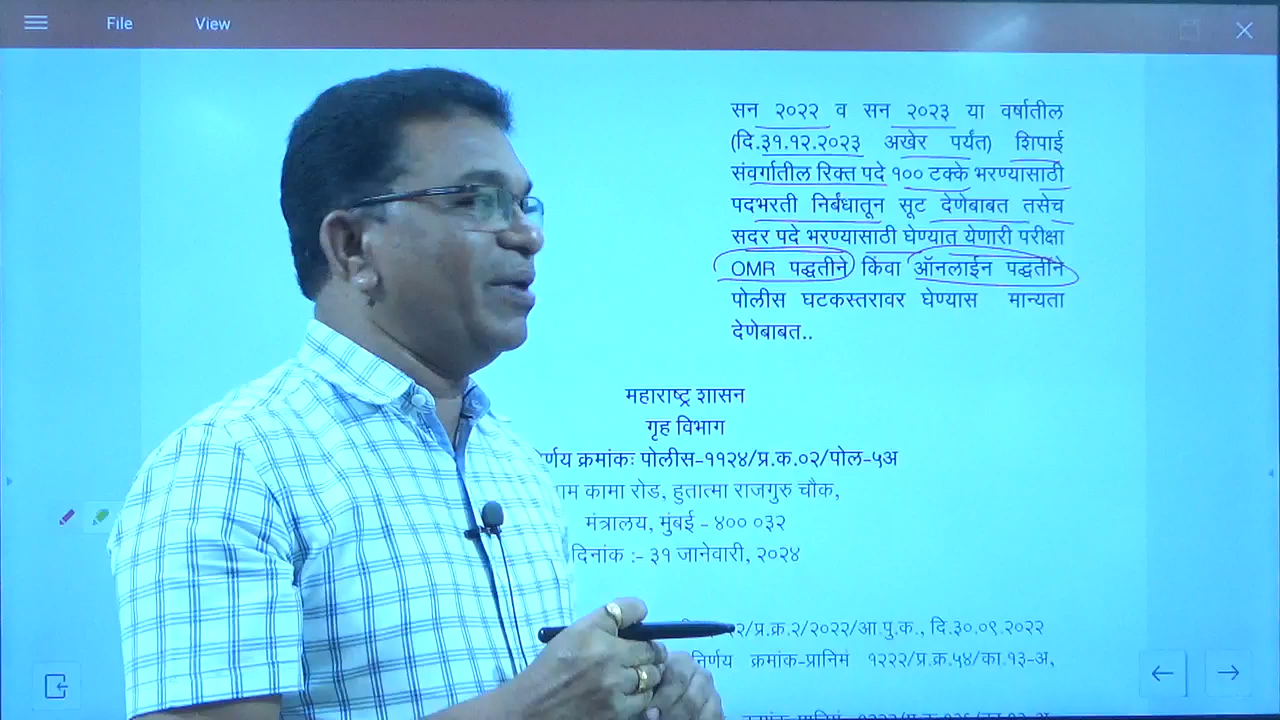 File View
सन २०२२ व सन २०२३ या वर्षातील
(दि.३१.१२.२०२३ अखेर पर्यंत) शिपाई
संवर्गातील रिक्त पदे १०० टक्के भरण्यासाठी
पदभरती निर्बंधातून सूट देणेबाबत तसेच
सदर पदे भरण्यासाठी घेण्यात येणारी परीक्षा
OMR पद्धतीने किंवा ऑनलाईन पद्धतीने
पोलीस घटकस्तरावर घेण्यास मान्यता
देणेबाबत..
महाराष्ट्र शासन
गृह विभाग
क्रमांकः पोलीस-११२४/प्र.क.०२/पोल-५अ
कामा रोड, हुतात्मा राजगुरु चौक,
मंत्रालय, मुंबई - ४०० ०३२
दिनांक :- ३१ जानेवारी, २०२४
२/प्र.क्र.२/२०२२/आ.पु.क., दि.३०.०९.२०२२
क्रमांक-प्रानिमं १२२२/प्र.क्र.५४/का.१३-अ,